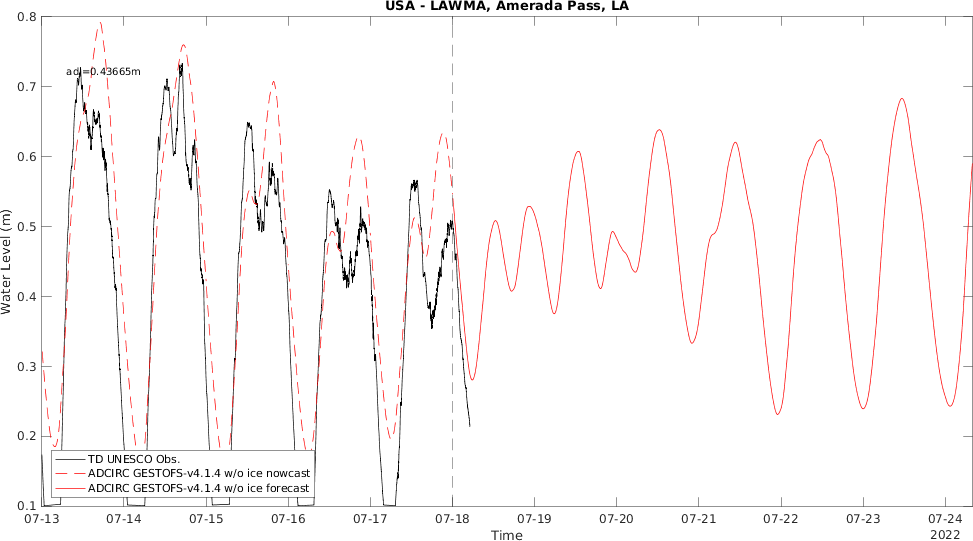 USA - LAWMA, Amerada Pass, LA
0.8
0.7
0.6
0.5
0.4
0.3
0.2
0.1
Water Level (m)
adj=0.43665m
TD UNESCO Obs.
ADCIRC GESTOFS-v4.1.4 w/o ice nowcast
ADCIRC GESTOFS-v4.1.4 w/o ice forecast
07-13 07-14 07-15 07-16 07-17 07-18 07-19 07-20 07-21 07-22 07-23 07-24
Time
2022